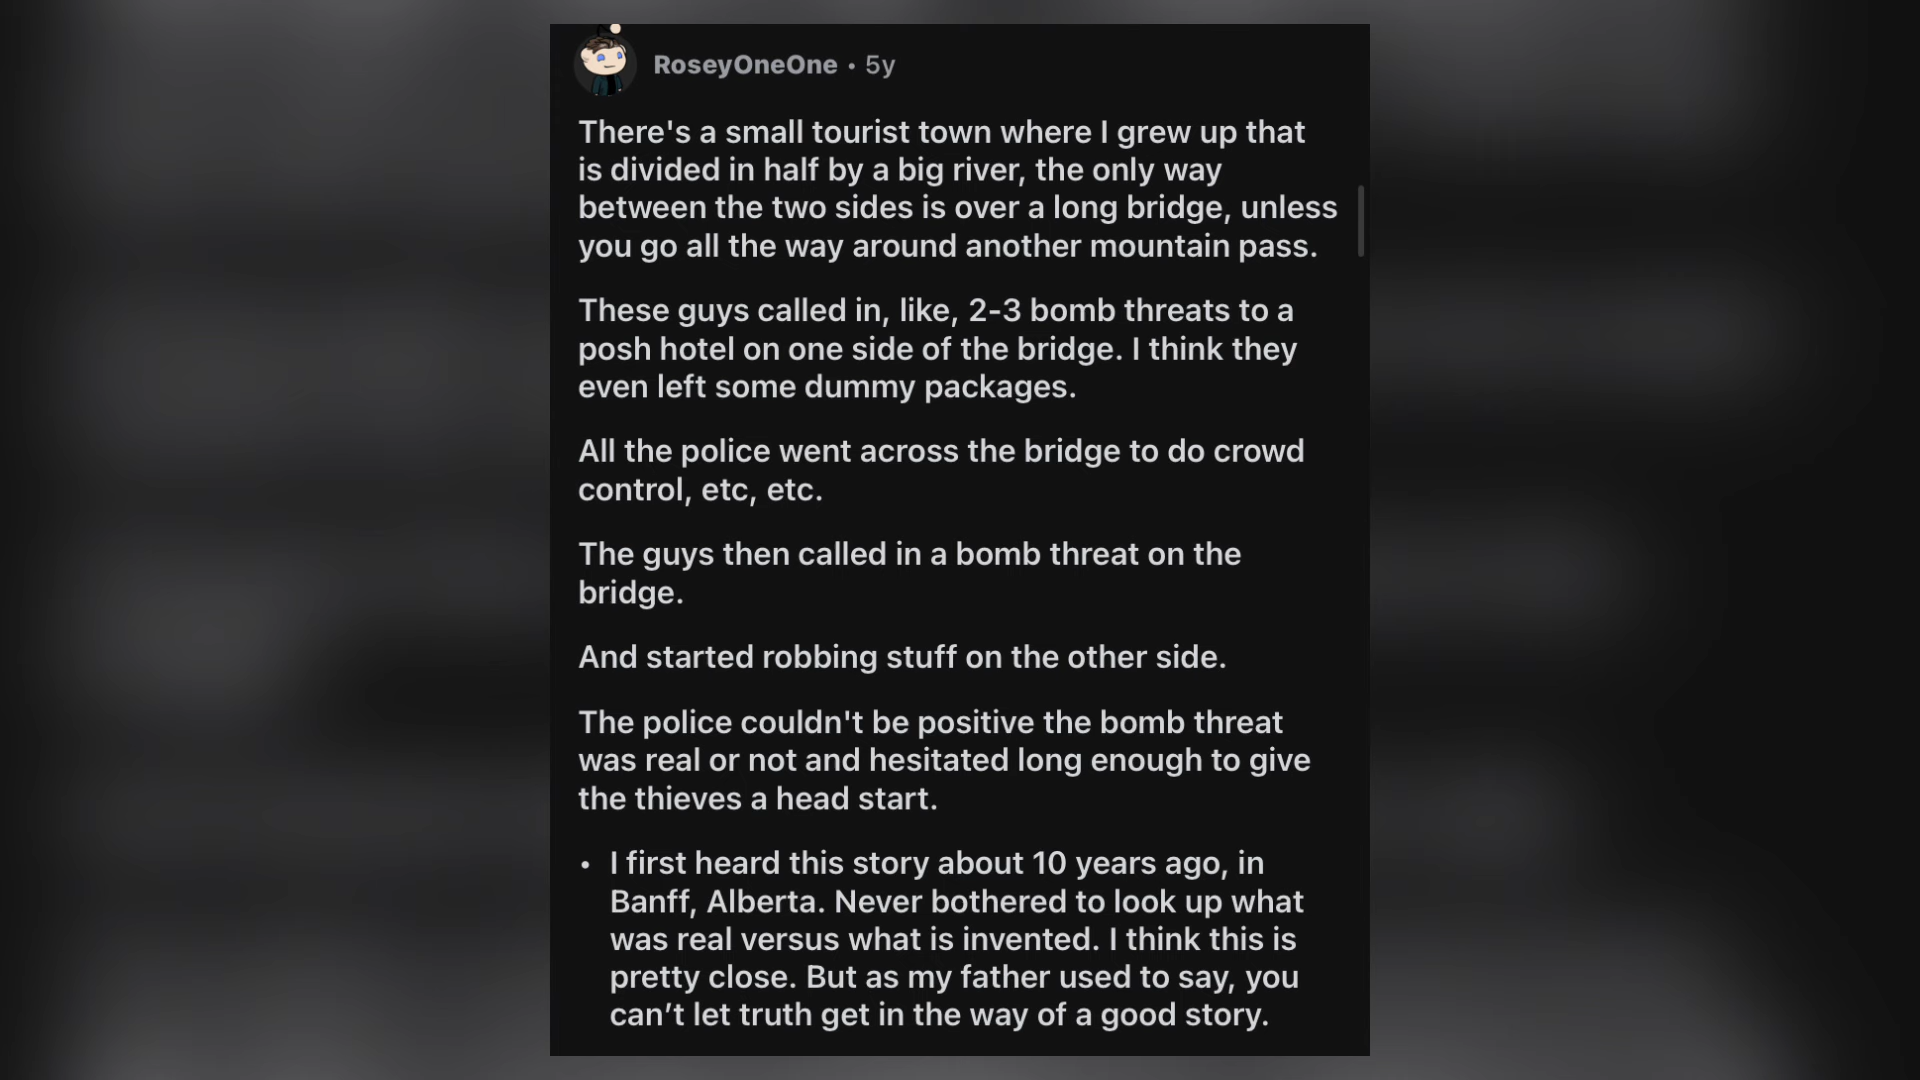 RoseyOneOne • 5y
There's a small tourist town where I grew up that
is divided in half by a big river, the only way
between the two sides is over a long bridge, unless
you go all the way around another mountain pass.
These guys called in, like, 2-3 bomb threats to a
posh hotel on one side of the bridge. I think they
even left some dummy packages.
All the police went across the bridge to do crowd
control, etc, etc.
The guys then called in a bomb threat on the
bridge.
And started robbing stuff on the other side.
The police couldn't be positive the bomb threat
was real or not and hesitated long enough to give
the thieves a head start.
• I first heard this story about 10 years ago, in
Banff, Alberta. Never bothered to look up what
was real versus what is invented. I think this is
pretty close. But as my father used to say, you
can’t let truth get in the way of a good story.